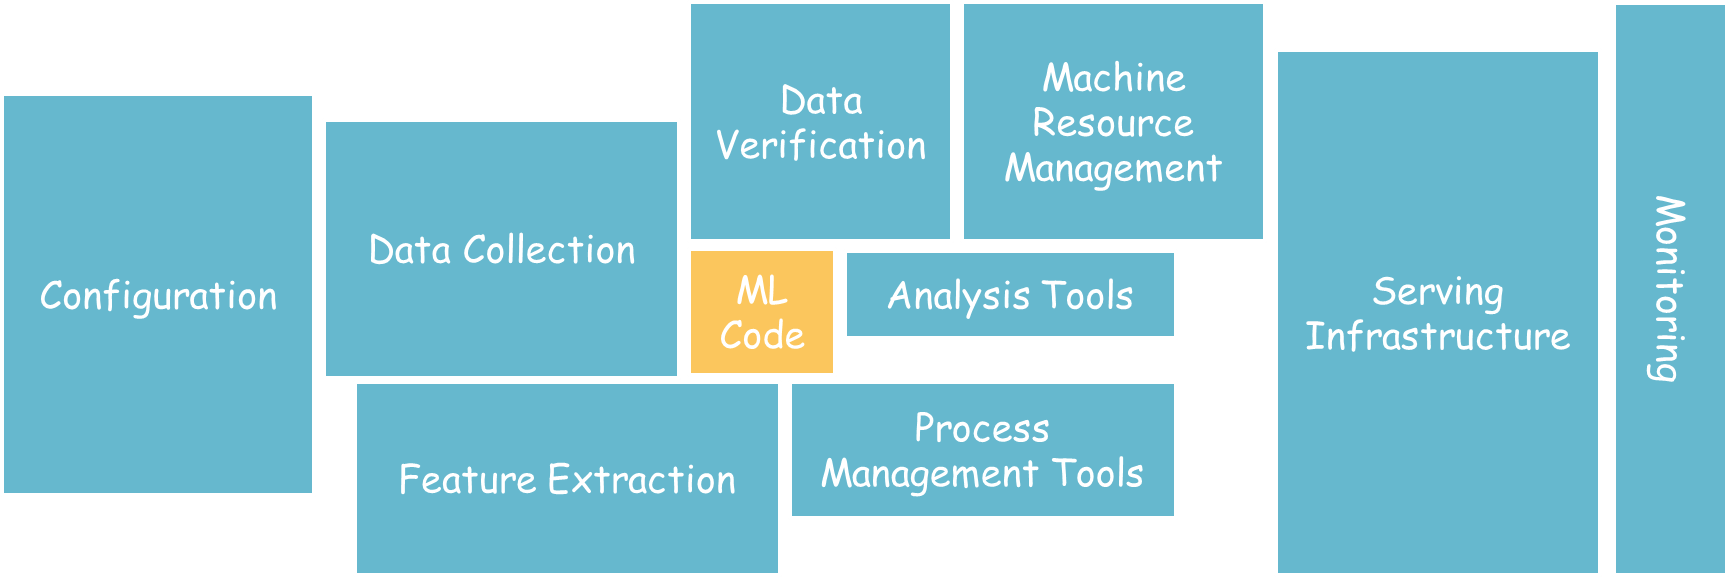 Configuration
Data Collection
Feature Extraction
Data
Verification
ML
Code
Machine
Resource
Management
Analysis Tools
Process
Management Tools
Serving
Infrastructure
Monitoring